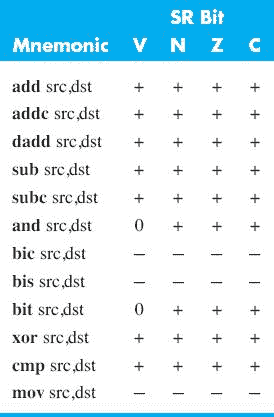 SR Bit
Mnemonic V N Z C
add src,dst + + + +
addc src,dst + + + +
dadd src,dst + + + +
sub src,dst + + + +
subc src,dst + + + +
and src,dst 0 + + +
bic src,dst – – – –
bis src,dst – – – –
bit src,dst 0 + + +
xor src,dst + + + +
cmp src,dst + + + +
mov src,dst – – – –